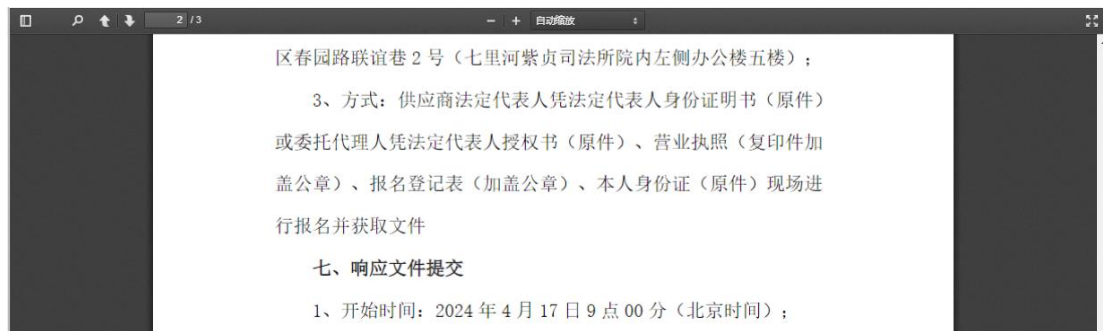 2 / 3
自动缩放
区春园路联谊巷 2 号（七里河紫贞司法所院内左侧办公楼五楼）；
3、方式：供应商法定代表人凭法定代表人身份证明书（原件）
或委托代理人凭法定代表人授权书（原件）、营业执照（复印件加
盖公章）、报名登记表（加盖公章）、本人身份证（原件）现场进
行报名并获取文件
七、响应文件提交
1、开始时间：2024 年 4 月 17 日 9 点 00 分（北京时间）；